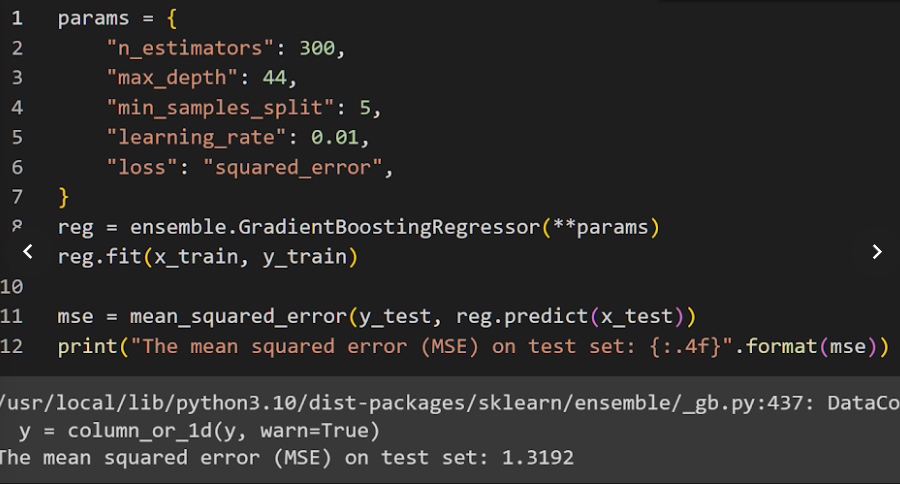 1 params = {
2     "n_estimators": 300,
3     "max_depth": 44,
4     "min_samples_split": 5,
5     "learning_rate": 0.01,
6     "loss": "squared_error",
7 }
8 reg = ensemble.GradientBoostingRegressor(**params)
reg.fit(x_train, y_train)
10
11 mse = mean_squared_error(y_test, reg.predict(x_test))
12 print("The mean squared error (MSE) on test set: {:.4f}".format(mse))
/usr/local/lib/python3.10/dist-packages/sklearn/ensemble/_gb.py:437: DataCo
  y = column_or_1d(y, warn=True)
The mean squared error (MSE) on test set: 1.3192